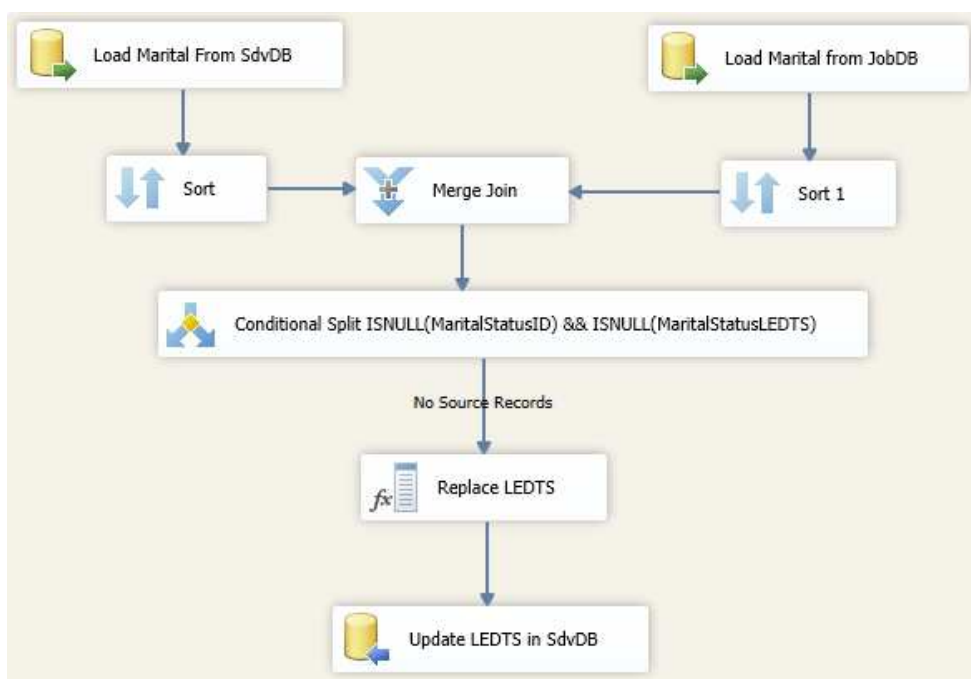 Load Marital From SdvDB
Load Marital from JobDB
Sort
Merge Join
Sort 1
Conditional Split ISNULL(MaritalStatusID) && ISNULL(MaritalStatusLEDTS)
No Source Records
fx
Replace LEDTS
Update LEDTS in SdvDB